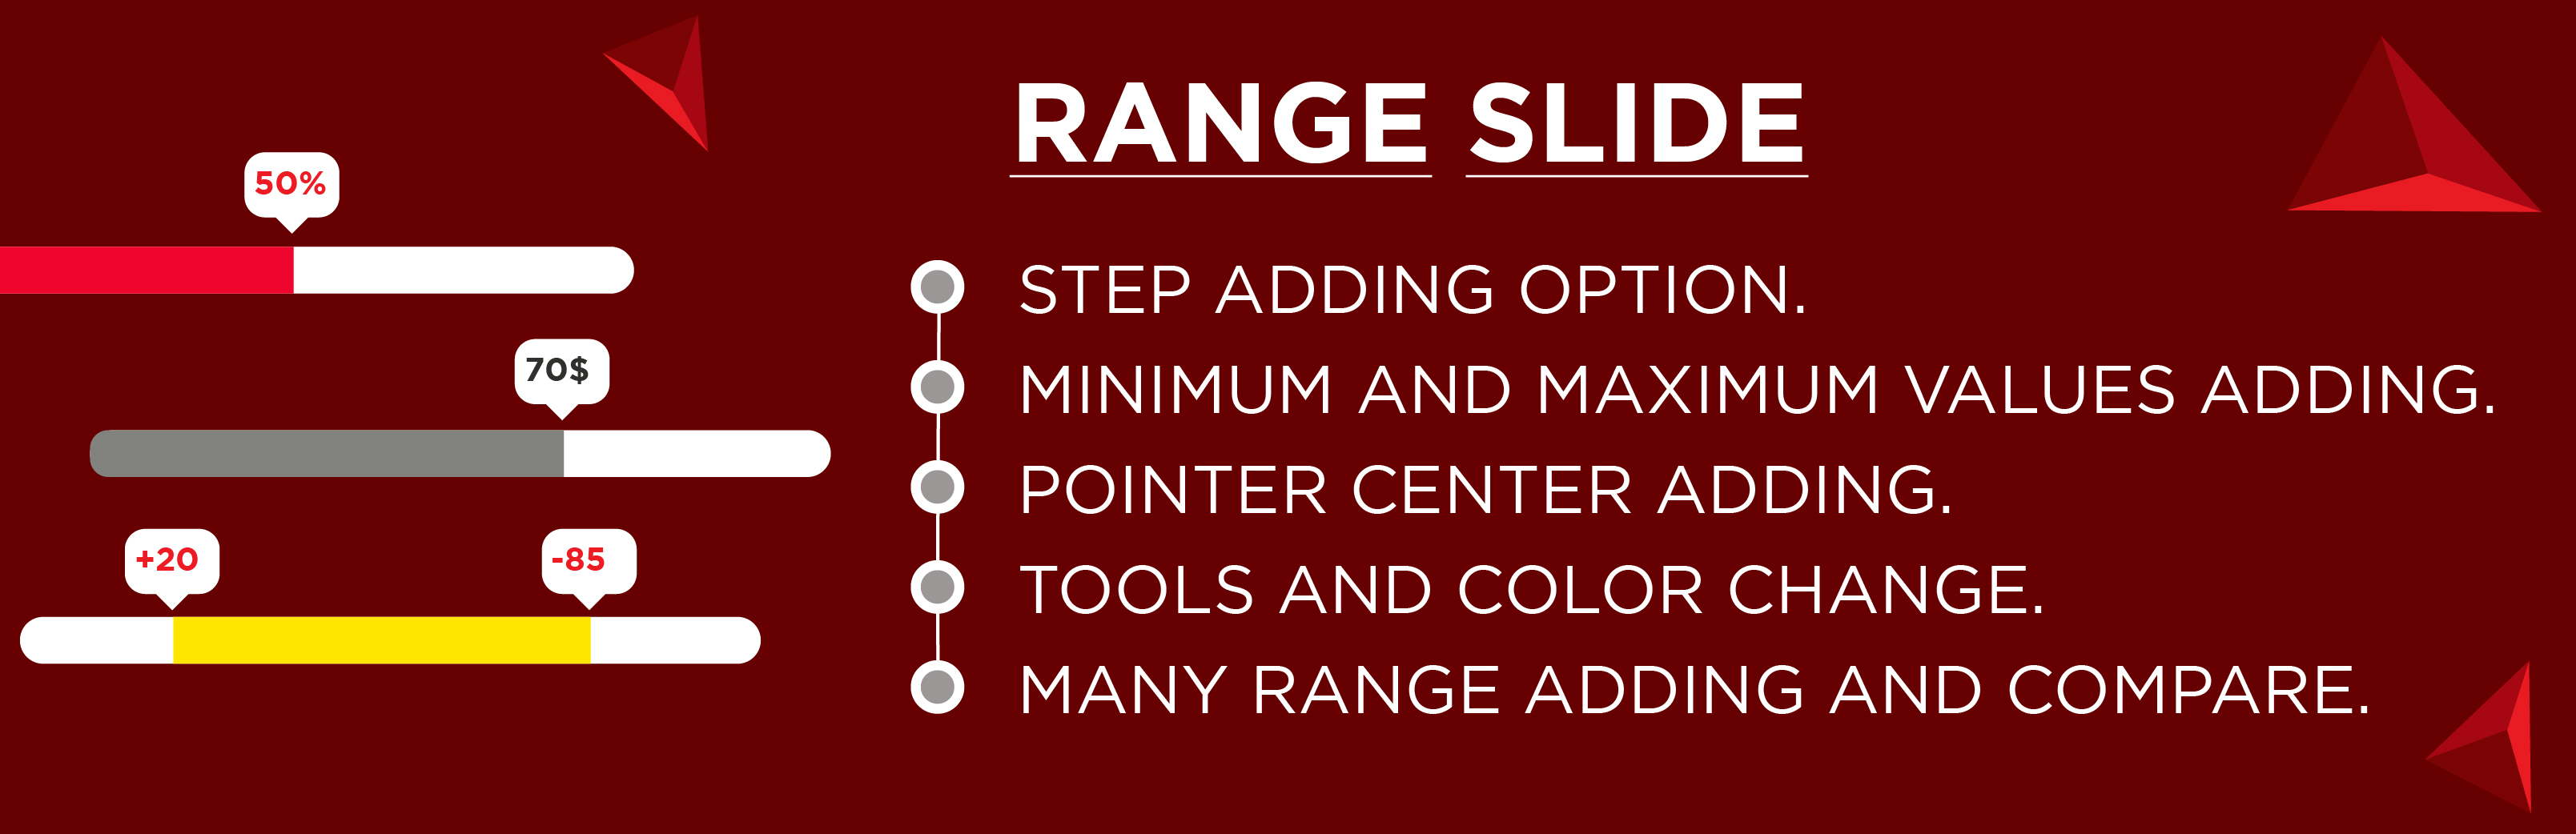 RANGE SLIDE
50%
70$
+20 -85
STEP ADDING OPTION.
MINIMUM AND MAXIMUM VALUES ADDING.
POINTER CENTER ADDING.
TOOLS AND COLOR CHANGE.
MANY RANGE ADDING AND COMPARE.